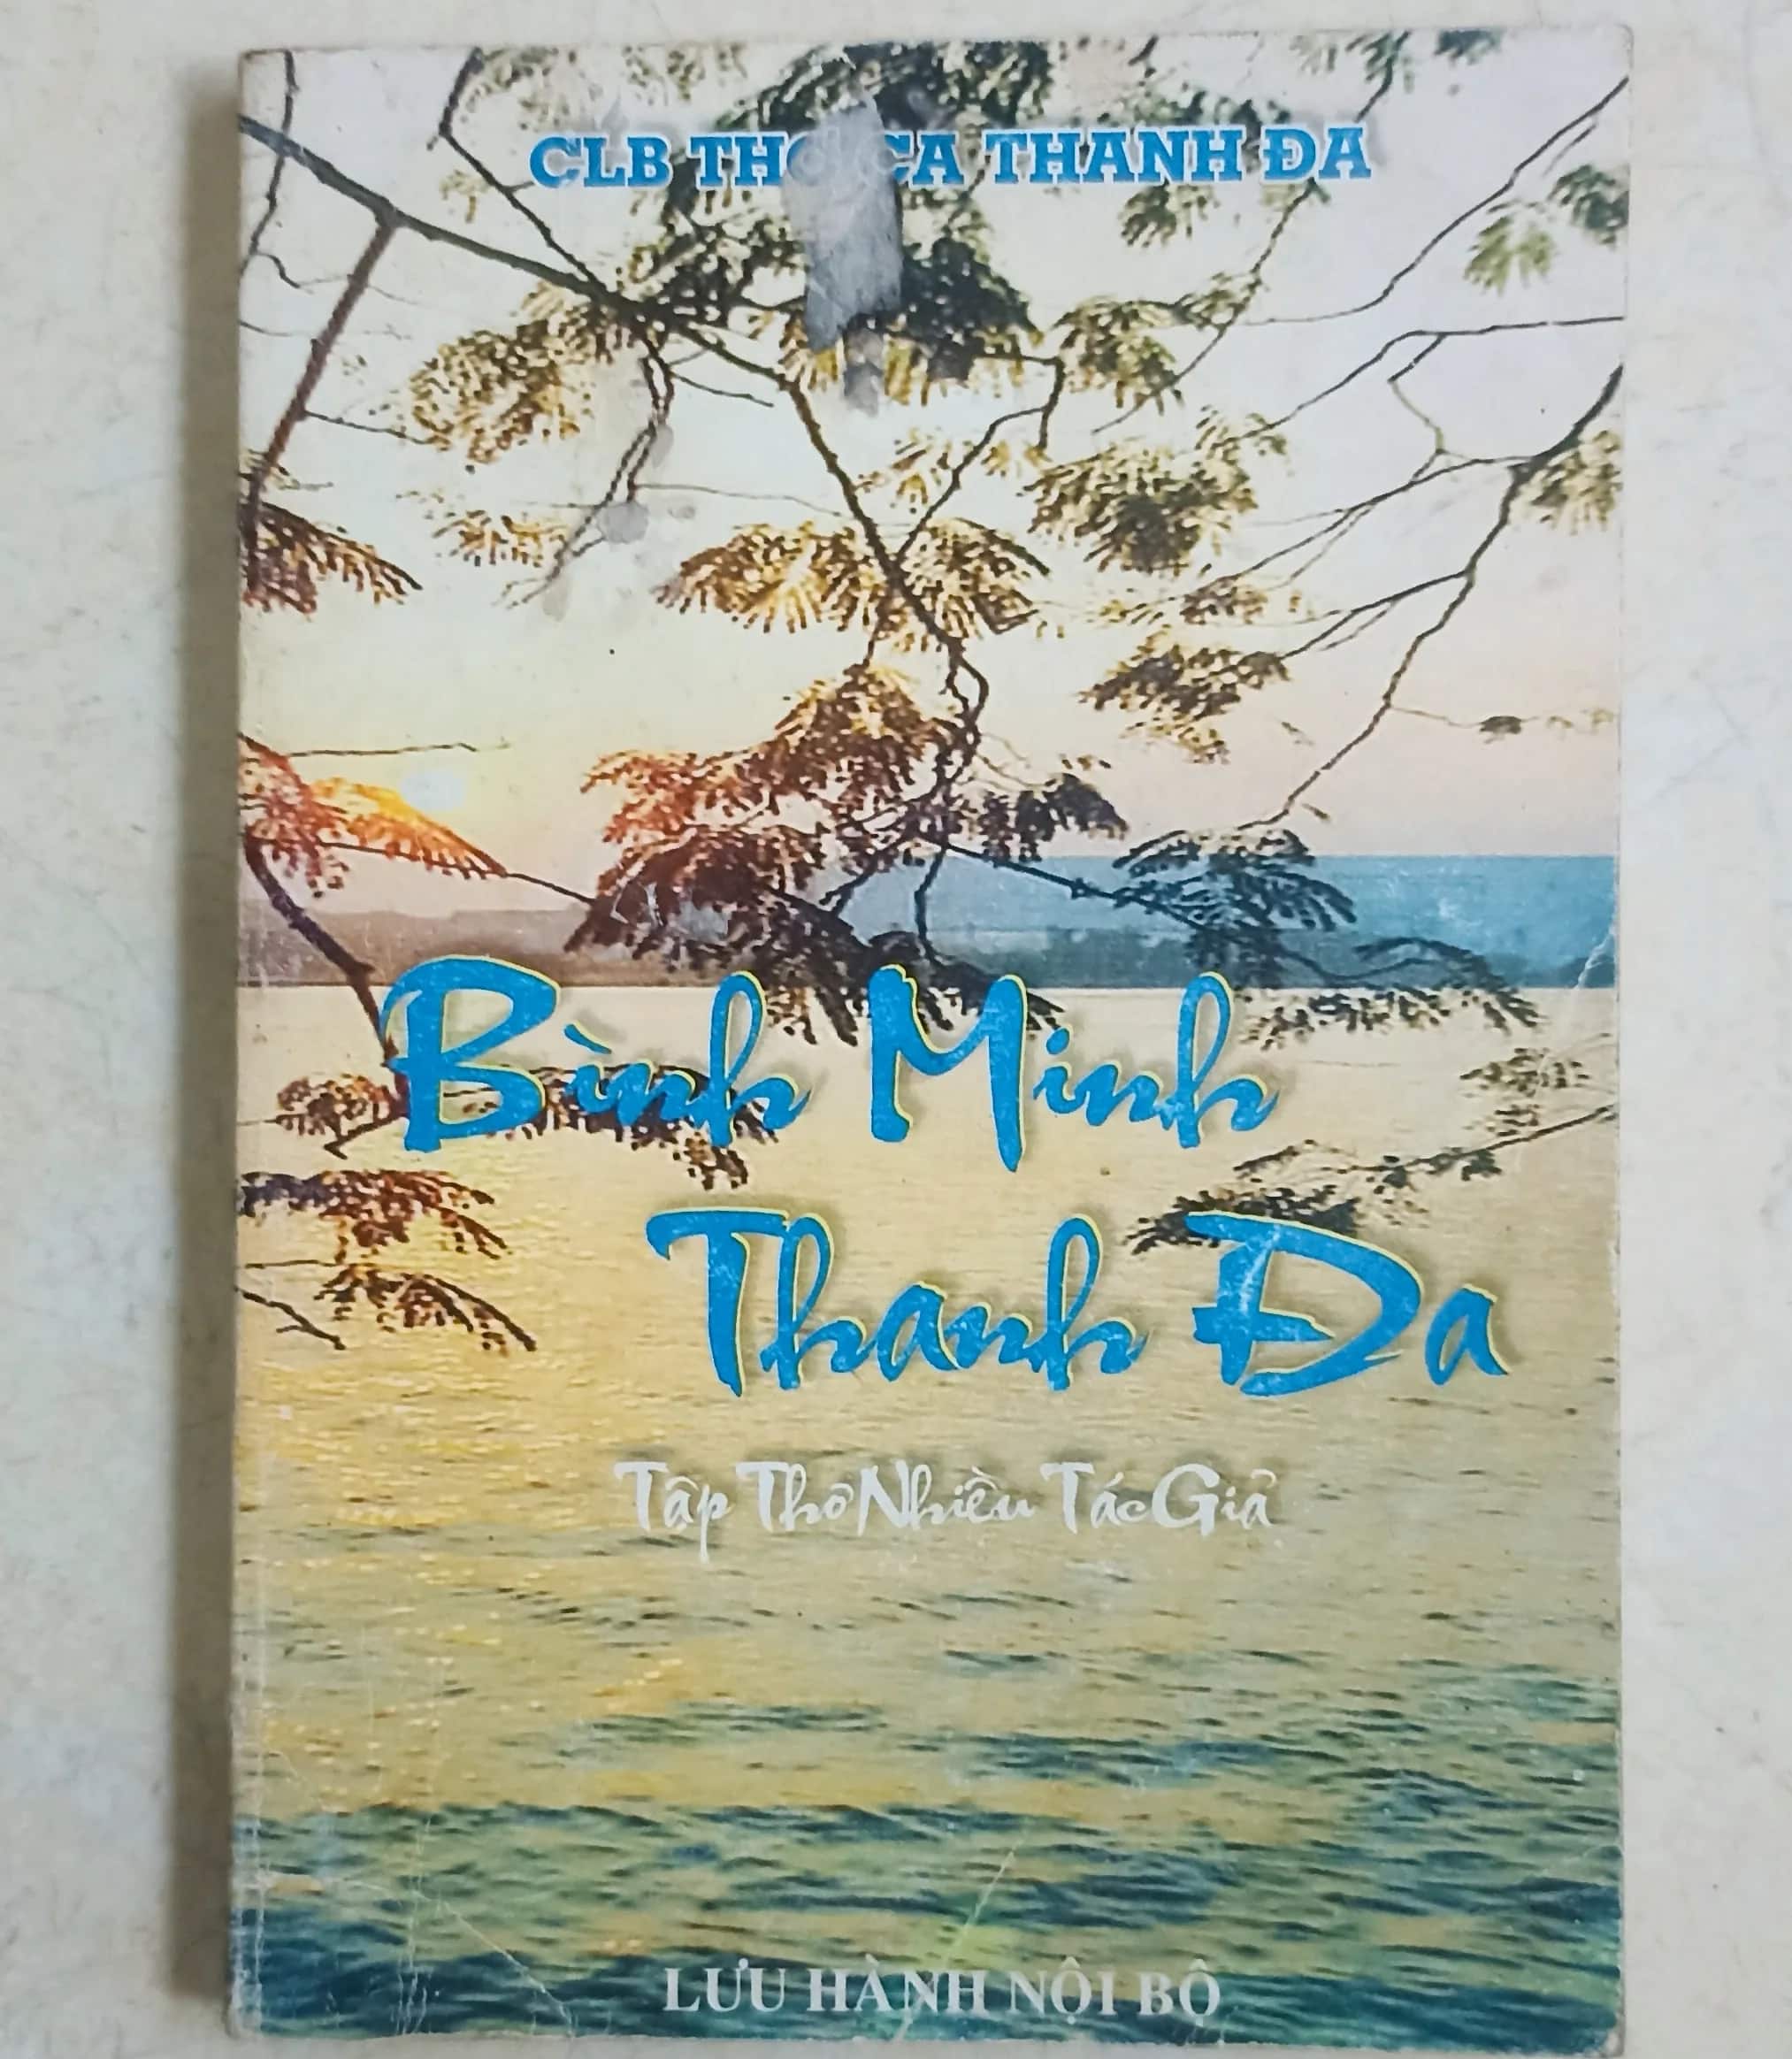 CLB THƠ CA THANH ĐA
Bình Minh
Thanh Đa
Tập Thơ Nhiều Tác Giả
LƯU HÀNH NỘI BỘ